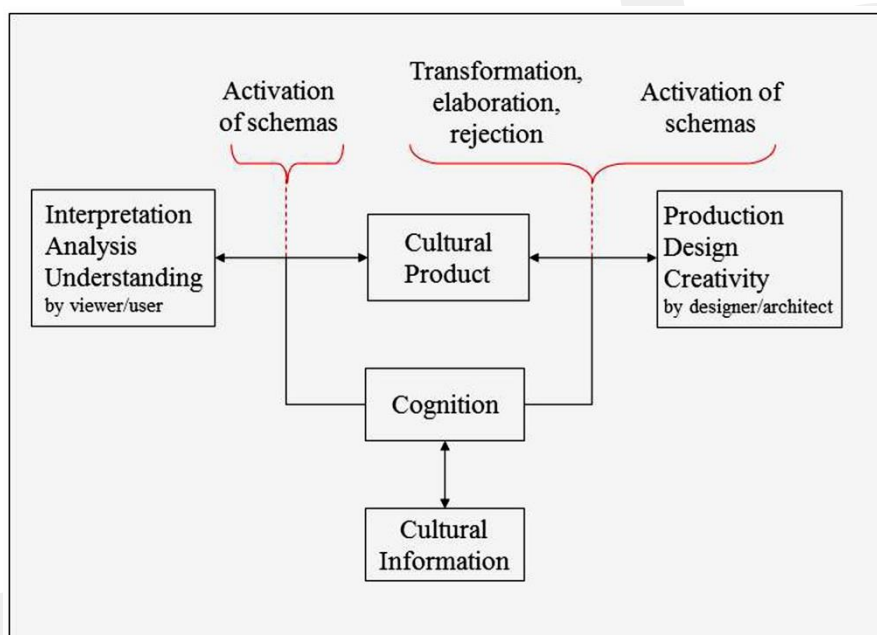 Activation
of schemas
Transformation,
elaboration,
rejection
Activation of
schemas
Interpretation
Analysis
Understanding
by viewer/user
Cultural
Product
Production
Design
Creativity
by designer/architect
Cognition
Cultural
Information